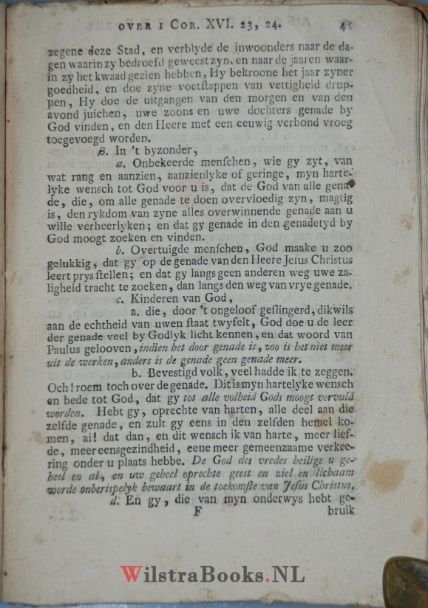 OVER 1 COR. XVI. 23, 24. 41
zegene deze Stad, en verblyde de inwoonders naar de da-
gen waarin zy bedroefd geweest zyn, en naar de jaaren waar-
in zy het kwaad gezien hebben, Hy bekroone het jaar zyner
goedheid, en doe zyne voetstappen van vettigheid drup-
pen, Hy doe de uitgangen van den morgen en van den
avond juichen, uwe zoons en uwe dochters genade by
God vinden, en den Heere met een eeuwig verbond vroeg
toegevoegd worden.
β. In 't byzonder,
a. Onbekeerde menschen, wie gy zyt, van
wat rang en aanzien, aanzienlyke of geringe, myn harte-
lyke wensch tot God voor u is, dat de God van alle gena-
de, die, om alle genade te doen overvloedig zyn, magtig
is, den rykdom van zyne alles overwinnende genade aan u
wille verheerlyken; en dat gy genade in den genadetyd by
God moogt zoeken en vinden.
b. Overtuigde menschen, God maake u zoo
gelukkig, dat gy op de genade van den Heere Jesus Christus
leert prys stellen; en dat gy langs geen anderen weg uwe za-
ligheid tracht te zoeken, dan langs den weg van vrye genade.
c. Kinderen van God,
a. die, door 't ongeloof geslingerd, dikwils
aan de echtheid van uwen staat twyfelt, God doe u de leer
der genade veel by Godlyk licht kennen, en dat woord van
Paulus gelooven, indien het door genade is, zoo is het niet meer
uit de werken, anders is de genade geen genade meer.
b. Bevestigd volk, veel hadde ik te zeggen.
Och! roem toch over de genade. Dit is myn hartelyke wensch
en bede tot God, dat gy tot alle volheid Gods moogt vervuld
worden. Hebt gy, oprechte van harten, alle deel aan die
zelfde genade, en zult gy eens in den zelfden hemel ko-
men, ai! dat dan, en dit wensch ik van harte, meer lief-
de, meer eensgezindheid, eene meer gemeenzaame verkee-
ring onder u plaats hebbe. De God des vredes heilige u ge-
heel en al, en uw geheel oprechte geest en ziel en lichaam
worde onberispelyk bewaart in de toekomste van Jesus Christus.
d. En gy, die van myn onderwys hebt ge-
F bruik
WilstraBooks.NL